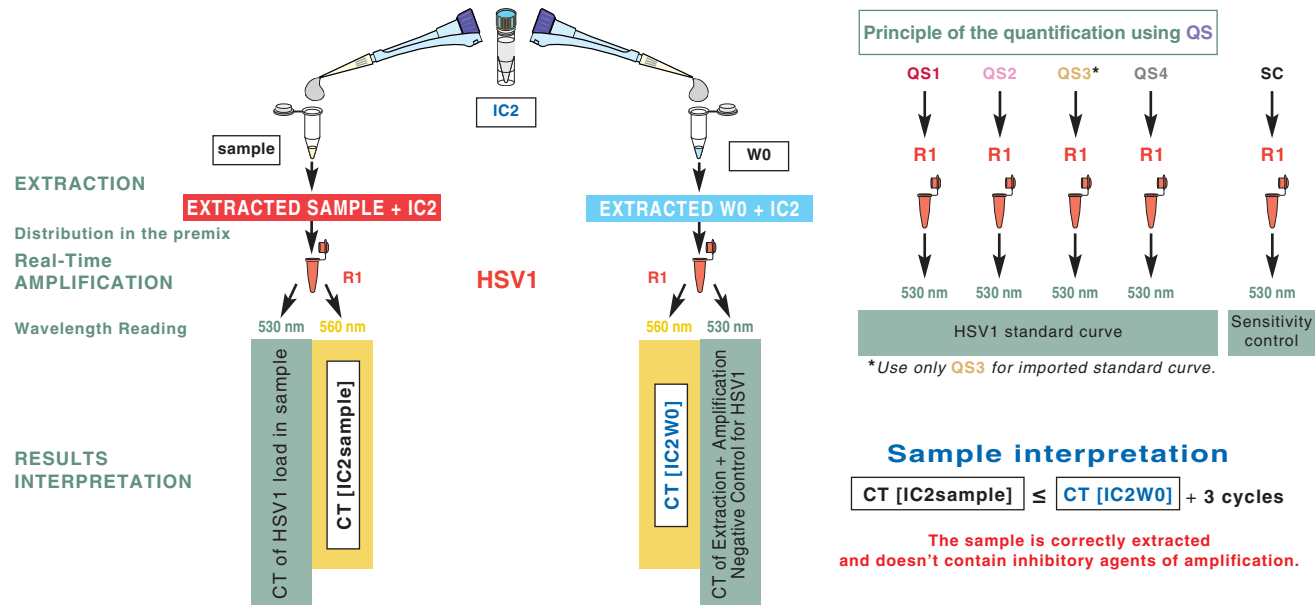 IC2
sample
W0
EXTRACTION
EXTRACTED SAMPLE + IC2
EXTRACTED W0 + IC2
Distribution in the premix
Real-Time
AMPLIFICATION
R1
HSV1
R1
Wavelength Reading
530 nm
560 nm
560 nm
530 nm
RESULTS
INTERPRETATION
CT of HSV1 load in sample
CT [IC2sample]
CT [IC2W0]
CT of Extraction + Amplification
Negative Control for HSV1
Principle of the quantification using QS
QS1
QS2
QS3*
QS4
SC
R1
R1
R1
R1
R1
530 nm
530 nm
530 nm
530 nm
530 nm
HSV1 standard curve
Sensitivity
control
*Use only QS3 for imported standard curve.
Sample interpretation
CT [IC2sample] ≤ CT [IC2W0] + 3 cycles
The sample is correctly extracted
and doesn't contain inhibitory agents of amplification.